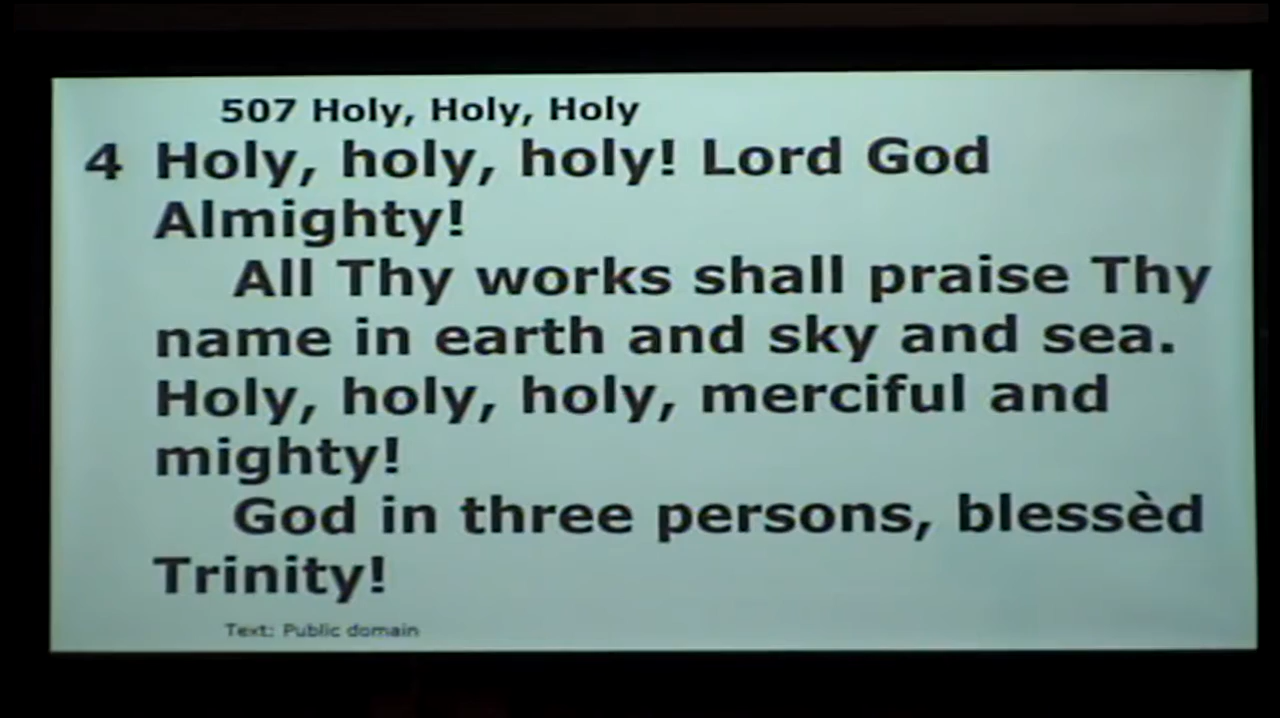 507 Holy, Holy, Holy
4 Holy, holy, holy! Lord God
Almighty!
All Thy works shall praise Thy
name in earth and sky and sea.
Holy, holy, holy, merciful and
mighty!
God in three persons, blessèd
Trinity!
Text: Public domain